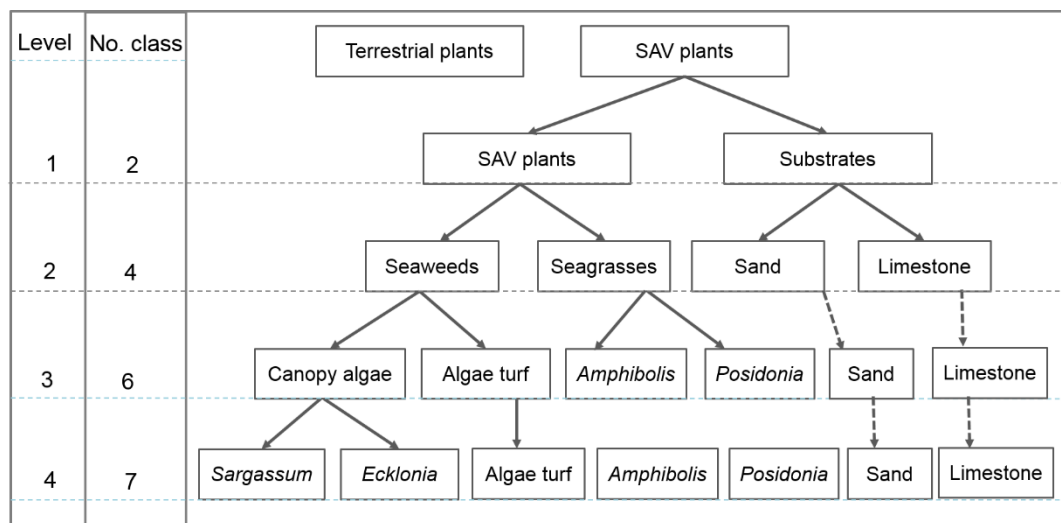 Level No. class Terrestrial plants SAV plants
1 2 SAV plants Substrates
2 4 Seaweeds Seagrasses Sand Limestone
3 6 Canopy algae Algae turf Amphibolis Posidonia Sand Limestone
4 7 Sargassum Ecklonia Algae turf Amphibolis Posidonia Sand Limestone